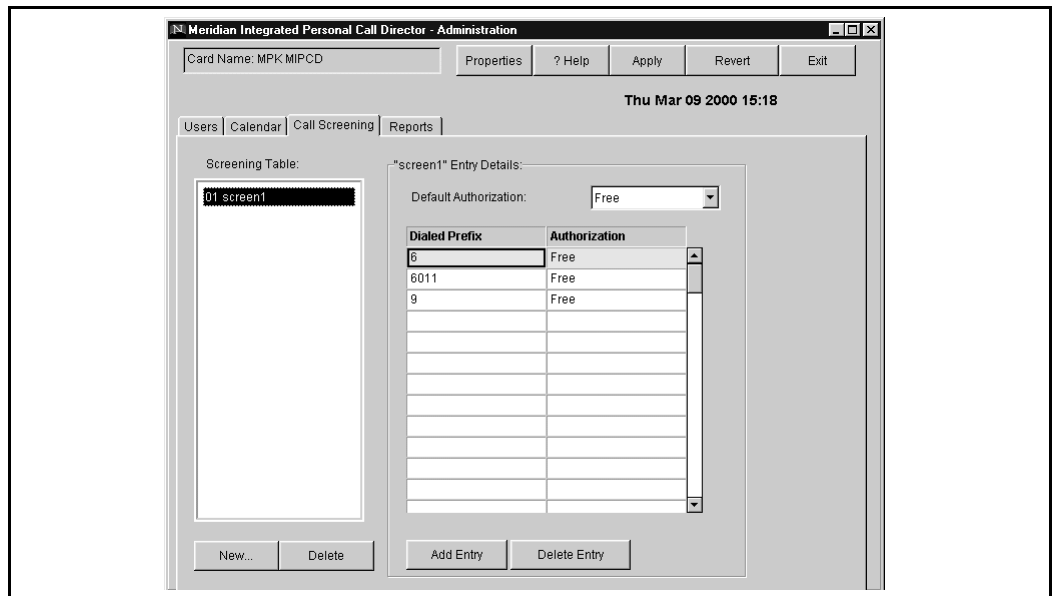 Meridian Integrated Personal Call Director - Administration
Card Name: MPK MIPCD
Properties
? Help
Apply
Revert
Exit
Thu Mar 09 2000 15:18
Users
Calendar
Call Screening
Reports
Screening Table:
01 screen1
"screen1" Entry Details:
Default Authorization:
Free
Dialed Prefix Authorization
6 Free
6011 Free
9 Free
New...
Delete
Add Entry
Delete Entry